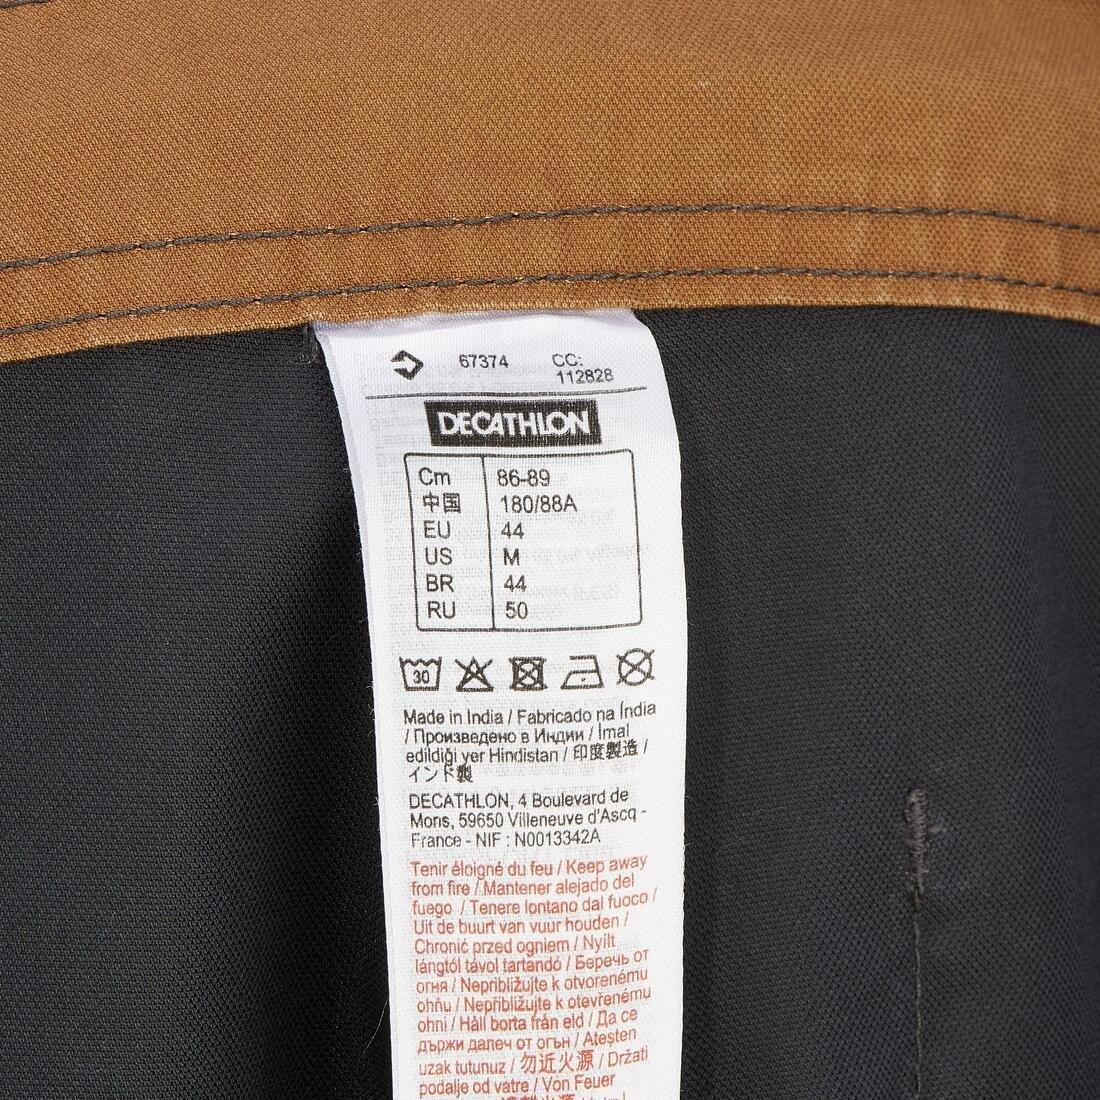 67374 CC:
112828
DECATHLON
Cm 86-89
中国 180/88A
EU 44
US M
BR 44
RU 50
30
Made in India / Fabricado na Índia
/ Произведено в Индии / İmal
edildiği yer Hindistan / 印度製造 /
インド製
DECATHLON, 4 Boulevard de
Mons, 59650 Villeneuve d'Ascq -
France - NIF : N0013342A
Tenir éloigné du feu / Keep away
from fire / Mantener alejado del
fuego / Tenere lontano dal fuoco /
Uit de buurt van vuur houden /
Chronić przed ogniem / Nyílt
lángtól távol tartandó / Беречь от
огня / Nepribližujte k otvorenému
ohňu / Nepřibližujte k otevřenému
ohni / Håll borta från eld / Да се
държи далеч от огън / Ateşten
uzak tutunuz / 勿近火源 / Držati
podalje od vatre / Von Feuer